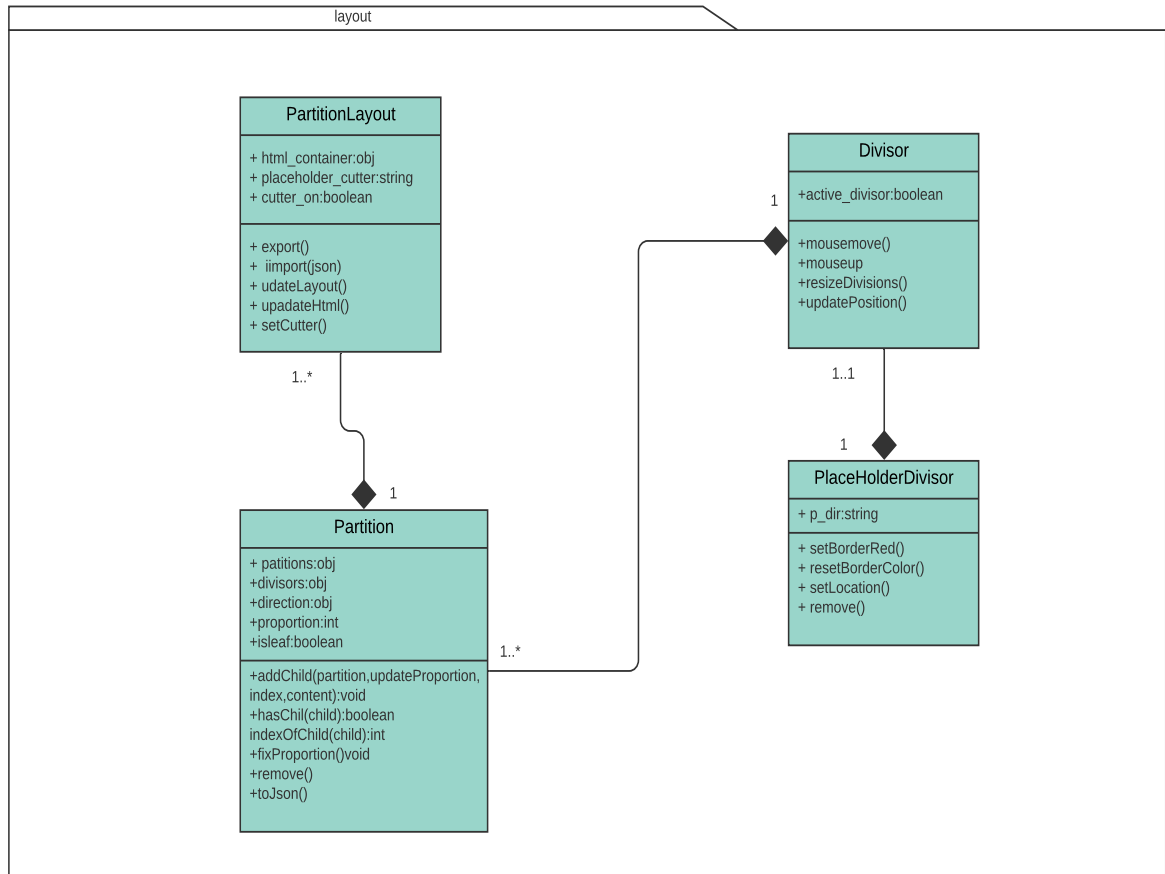 layout
PartitionLayout
+ html_container:obj
+ placeholder_cutter:string
+ cutter_on:boolean
+ export()
+  iimport(json)
+ udateLayout()
+ upadateHtml()
+ setCutter()
1..*
1
Partition
+ patitions:obj
+divisors:obj
+direction:obj
+proportion:int
+isleaf:boolean
+addChild(partition,updateProportion,
index,content):void
+hasChil(child):boolean
indexOfChild(child):int
+fixProportion()void
+remove()
+toJson()
1..*
1
Divisor
+active_divisor:boolean
+mousemove()
+mouseup
+resizeDivisions()
+updatePosition()
1..1
1
PlaceHolderDivisor
+ p_dir:string
+ setBorderRed()
+ resetBorderColor()
+ setLocation()
+ remove()